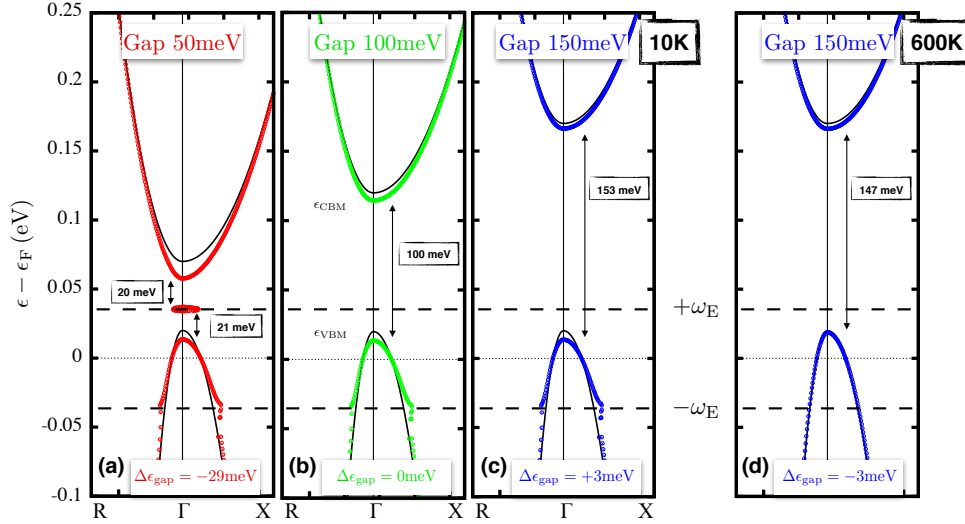 Gap 50meV
Gap 100meV
Gap 150meV
10K
Gap 150meV
600K
0.25
0.2
0.15
0.1
0.05
0
-0.05
-0.1
ϵ − ϵF (eV)
ϵCBM
ϵVBM
20 meV
21 meV
100 meV
153 meV
147 meV
+ωE
−ωE
(a)
Δϵgap = −29meV
(b)
Δϵgap = 0meV
(c)
Δϵgap = +3meV
(d)
Δϵgap = −3meV
R Γ X
R Γ X
R Γ X
R Γ X